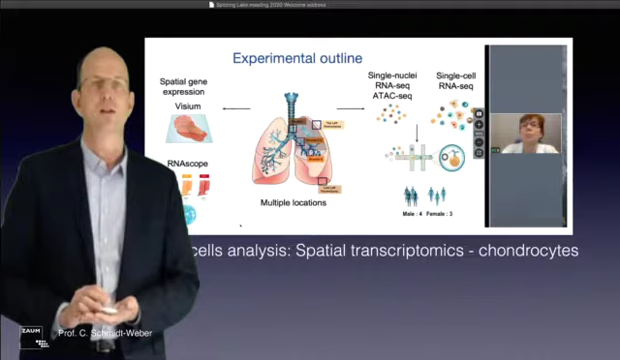 Spitzing Lake meeting 2020 Welcome address
Experimental outline
Spatial gene
expression
Visium
RNAscope
Multiple locations
Single-nuclei
RNA-seq
ATAC-seq
Single-cell
RNA-seq
Male : 4 Female : 3
cells analysis: Spatial transcriptomics - chondrocytes
ZAUM
Prof. C. Schmidt-Weber